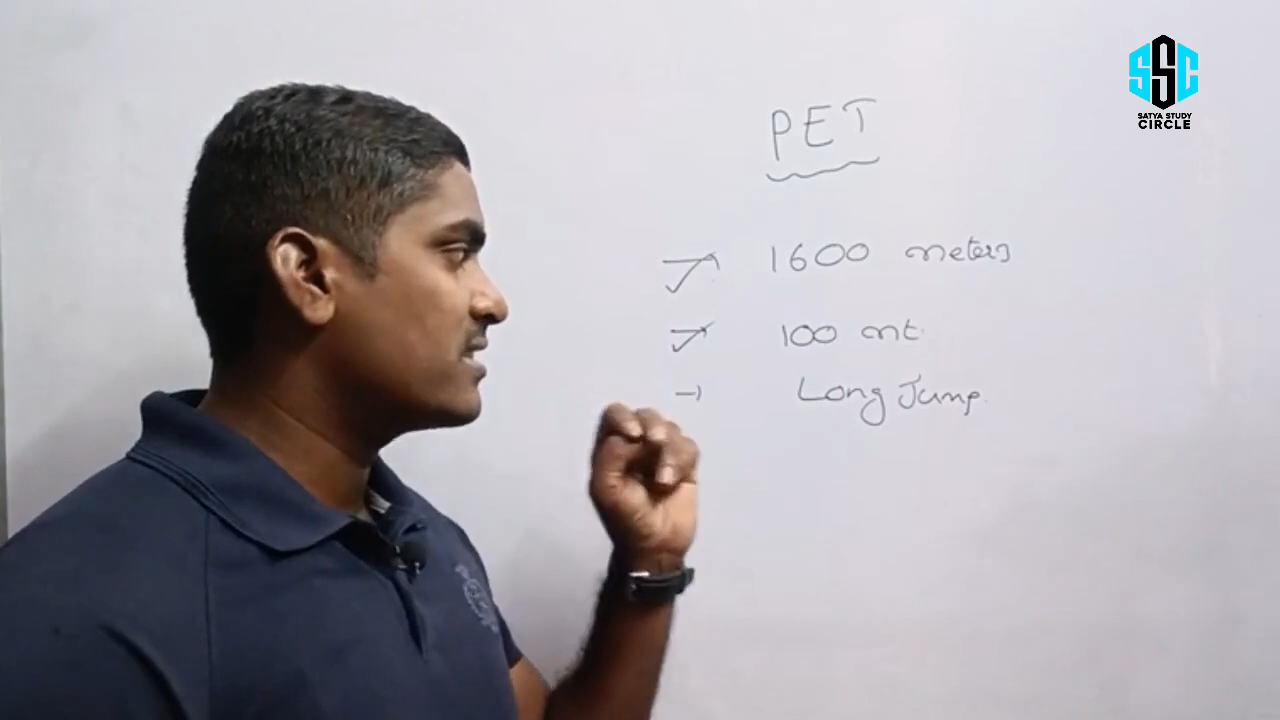 PET
1600 meters
100 mt.
Long Jump.
SSC
SATYA STUDY
CIRCLE